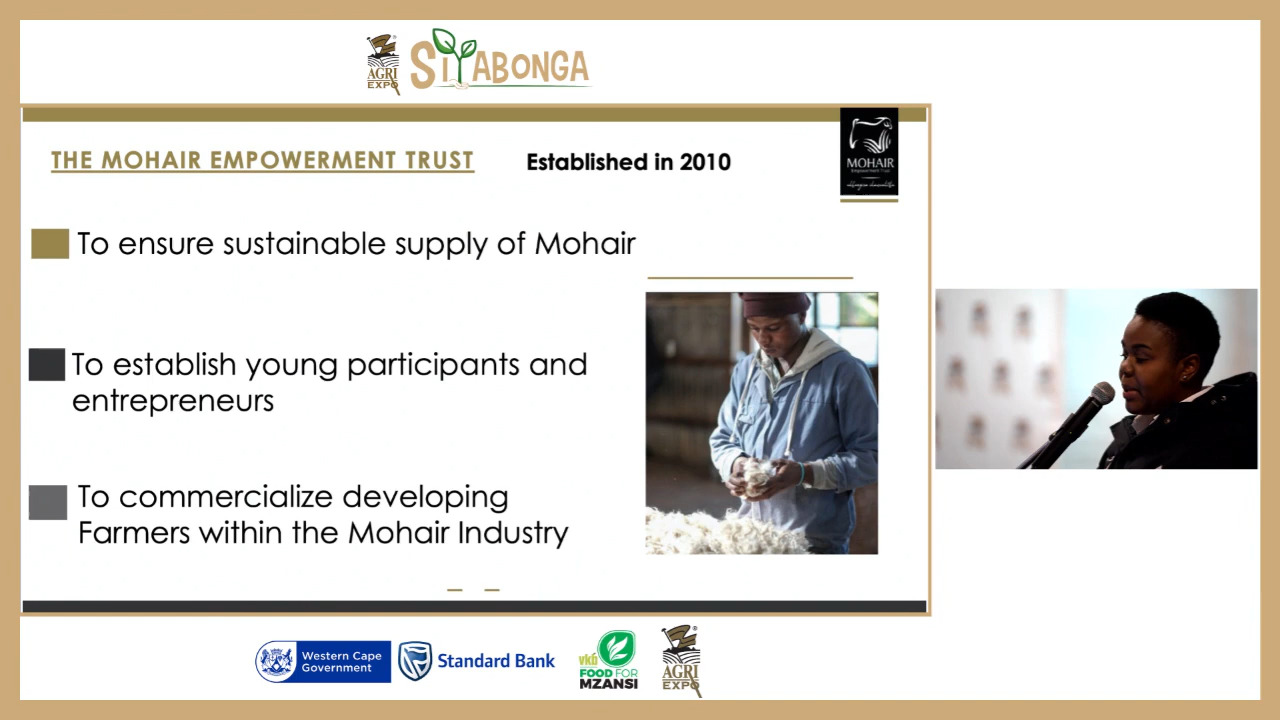 AGRI
EXPO
SIYABONGA
THE MOHAIR EMPOWERMENT TRUST
Established in 2010
MOHAIR
Empowerment Trust
To ensure sustainable supply of Mohair
To establish young participants and
entrepreneurs
To commercialize developing
Farmers within the Mohair Industry
Western Cape
Government
Standard Bank
vkb
FOOD FOR
MZANSI
AGRI
EXPO